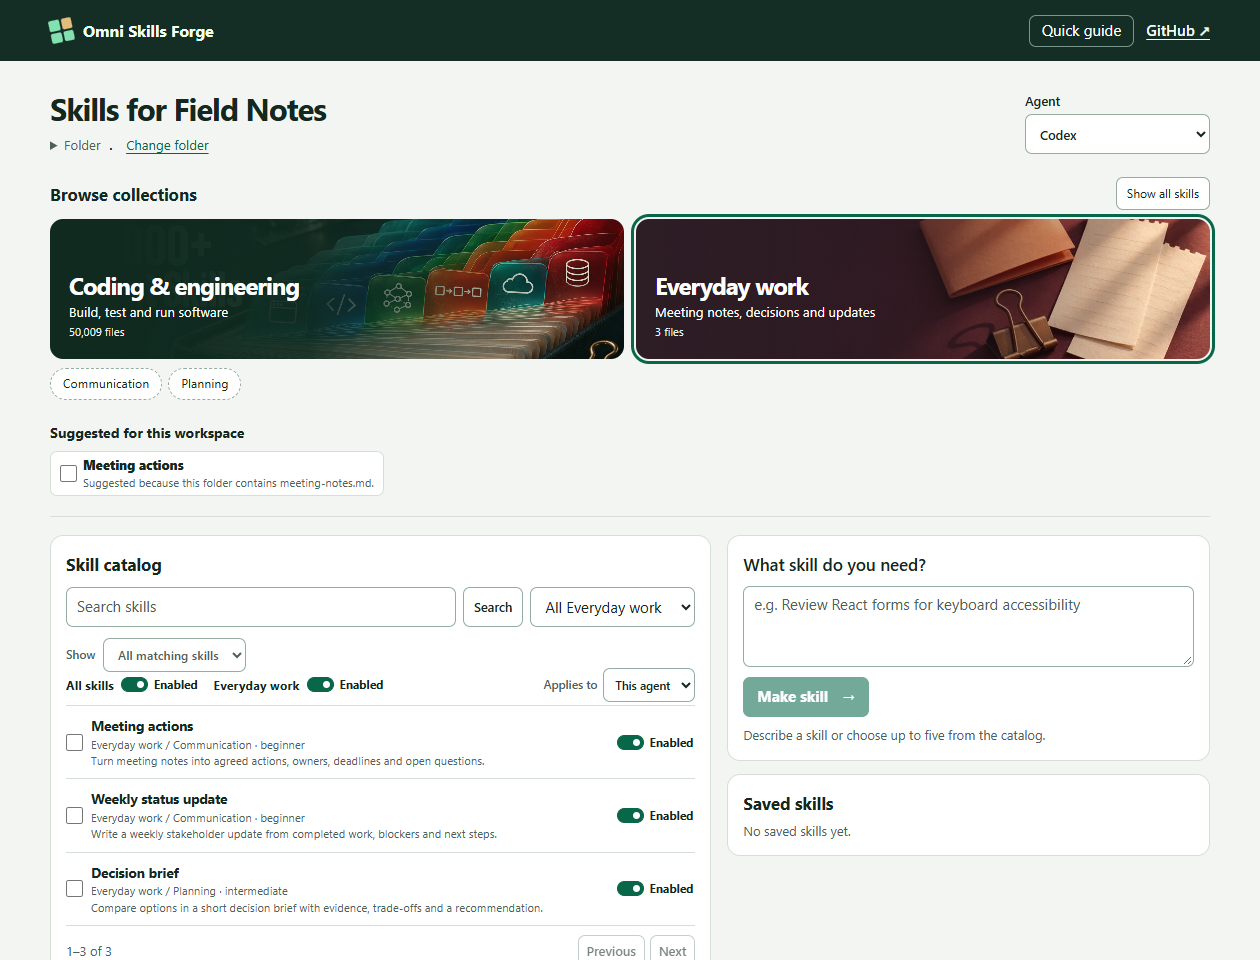 Omni Skills Forge
Quick guide
GitHub ↗
Skills for Field Notes
Agent
▶ Folder . Change folder
Codex
Browse collections
Show all skills
Coding & engineering
Build, test and run software
50,009 files
Everyday work
Meeting notes, decisions and updates
3 files
Communication
Planning
Suggested for this workspace
Meeting actions
Suggested because this folder contains meeting-notes.md.
Skill catalog
Search skills
Search
All Everyday work
Show
All matching skills
All skills Enabled Everyday work Enabled
Applies to This agent
Meeting actions
Everyday work / Communication · beginner
Turn meeting notes into agreed actions, owners, deadlines and open questions.
Enabled
Weekly status update
Everyday work / Communication · beginner
Write a weekly stakeholder update from completed work, blockers and next steps.
Enabled
Decision brief
Everyday work / Planning · intermediate
Compare options in a short decision brief with evidence, trade-offs and a recommendation.
Enabled
1–3 of 3
Previous
Next
What skill do you need?
e.g. Review React forms for keyboard accessibility
Make skill →
Describe a skill or choose up to five from the catalog.
Saved skills
No saved skills yet.